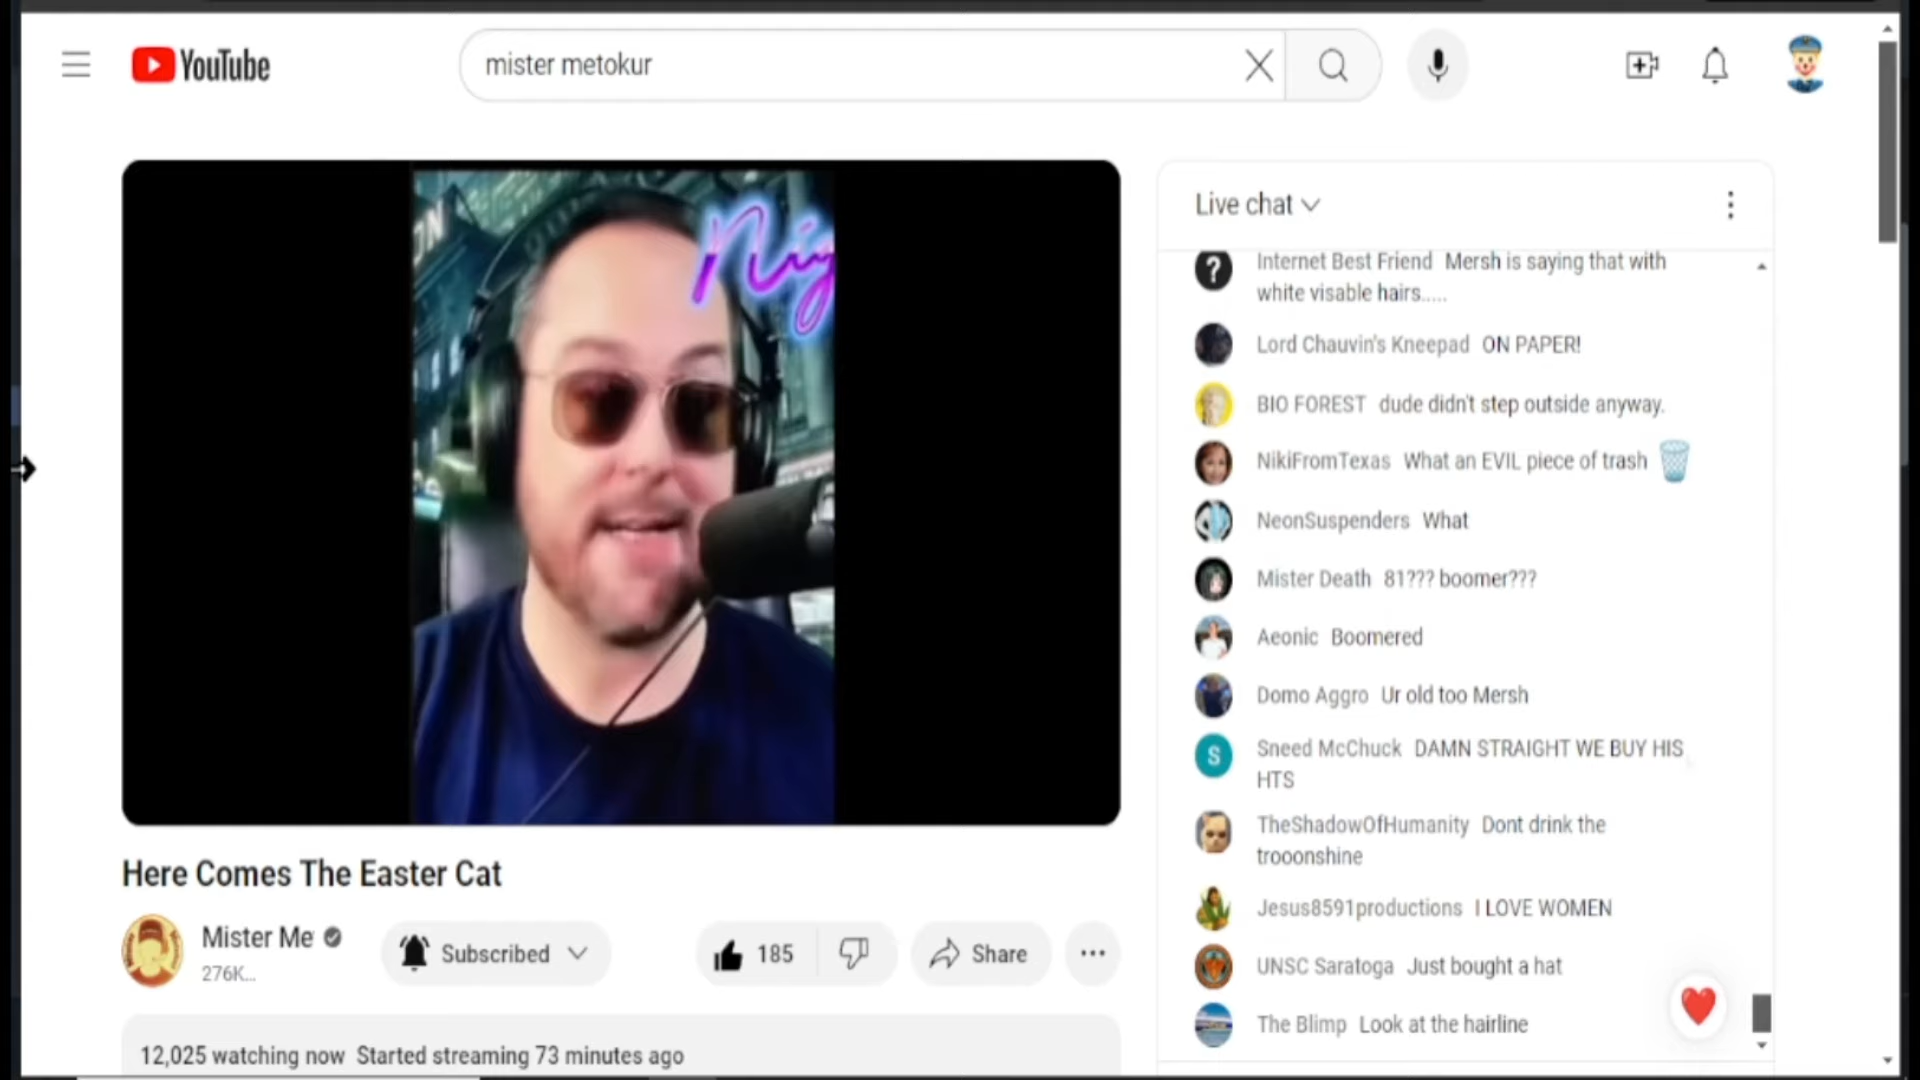 YouTube
mister metokur
ON
Nig
Live chat
Internet Best Friend Mersh is saying that with
white visable hairs.....
Lord Chauvin's Kneepad ON PAPER!
BIO FOREST dude didn't step outside anyway.
NikiFromTexas What an EVIL piece of trash
NeonSuspenders What
Mister Death 81??? boomer???
Aeonic Boomered
Domo Aggro Ur old too Mersh
S Sneed McChuck DAMN STRAIGHT WE BUY HIS
HTS
TheShadowOfHumanity Dont drink the
trooonshine
Jesus8591productions I LOVE WOMEN
UNSC Saratoga Just bought a hat
The Blimp Look at the hairline
Here Comes The Easter Cat
Mister Me
276K...
Subscribed
185
Share
12,025 watching now Started streaming 73 minutes ago